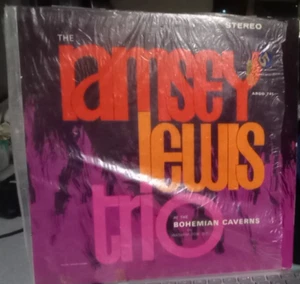 STEREO
THE
ramsey
lewis
trio
AT THE
BOHEMIAN CAVERNS